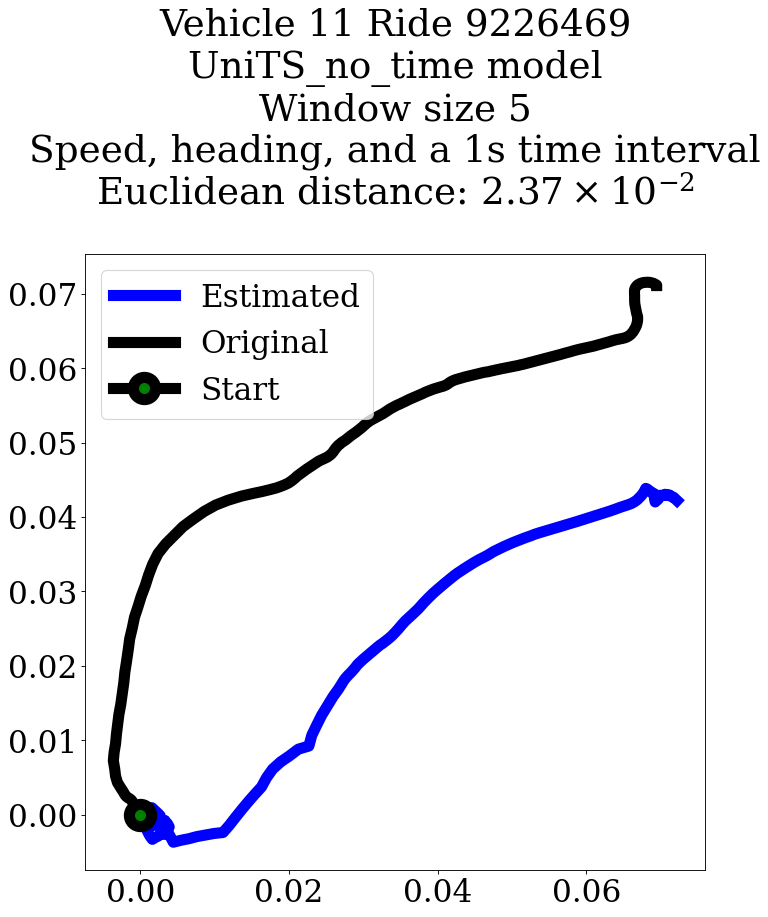 Vehicle 11 Ride 9226469
UniTS_no_time model
Window size 5
Speed, heading, and a 1s time interval
Euclidean distance: 2.37 × 10⁻²
Estimated
Original
Start
0.07
0.06
0.05
0.04
0.03
0.02
0.01
0.00
0.00 0.02 0.04 0.06